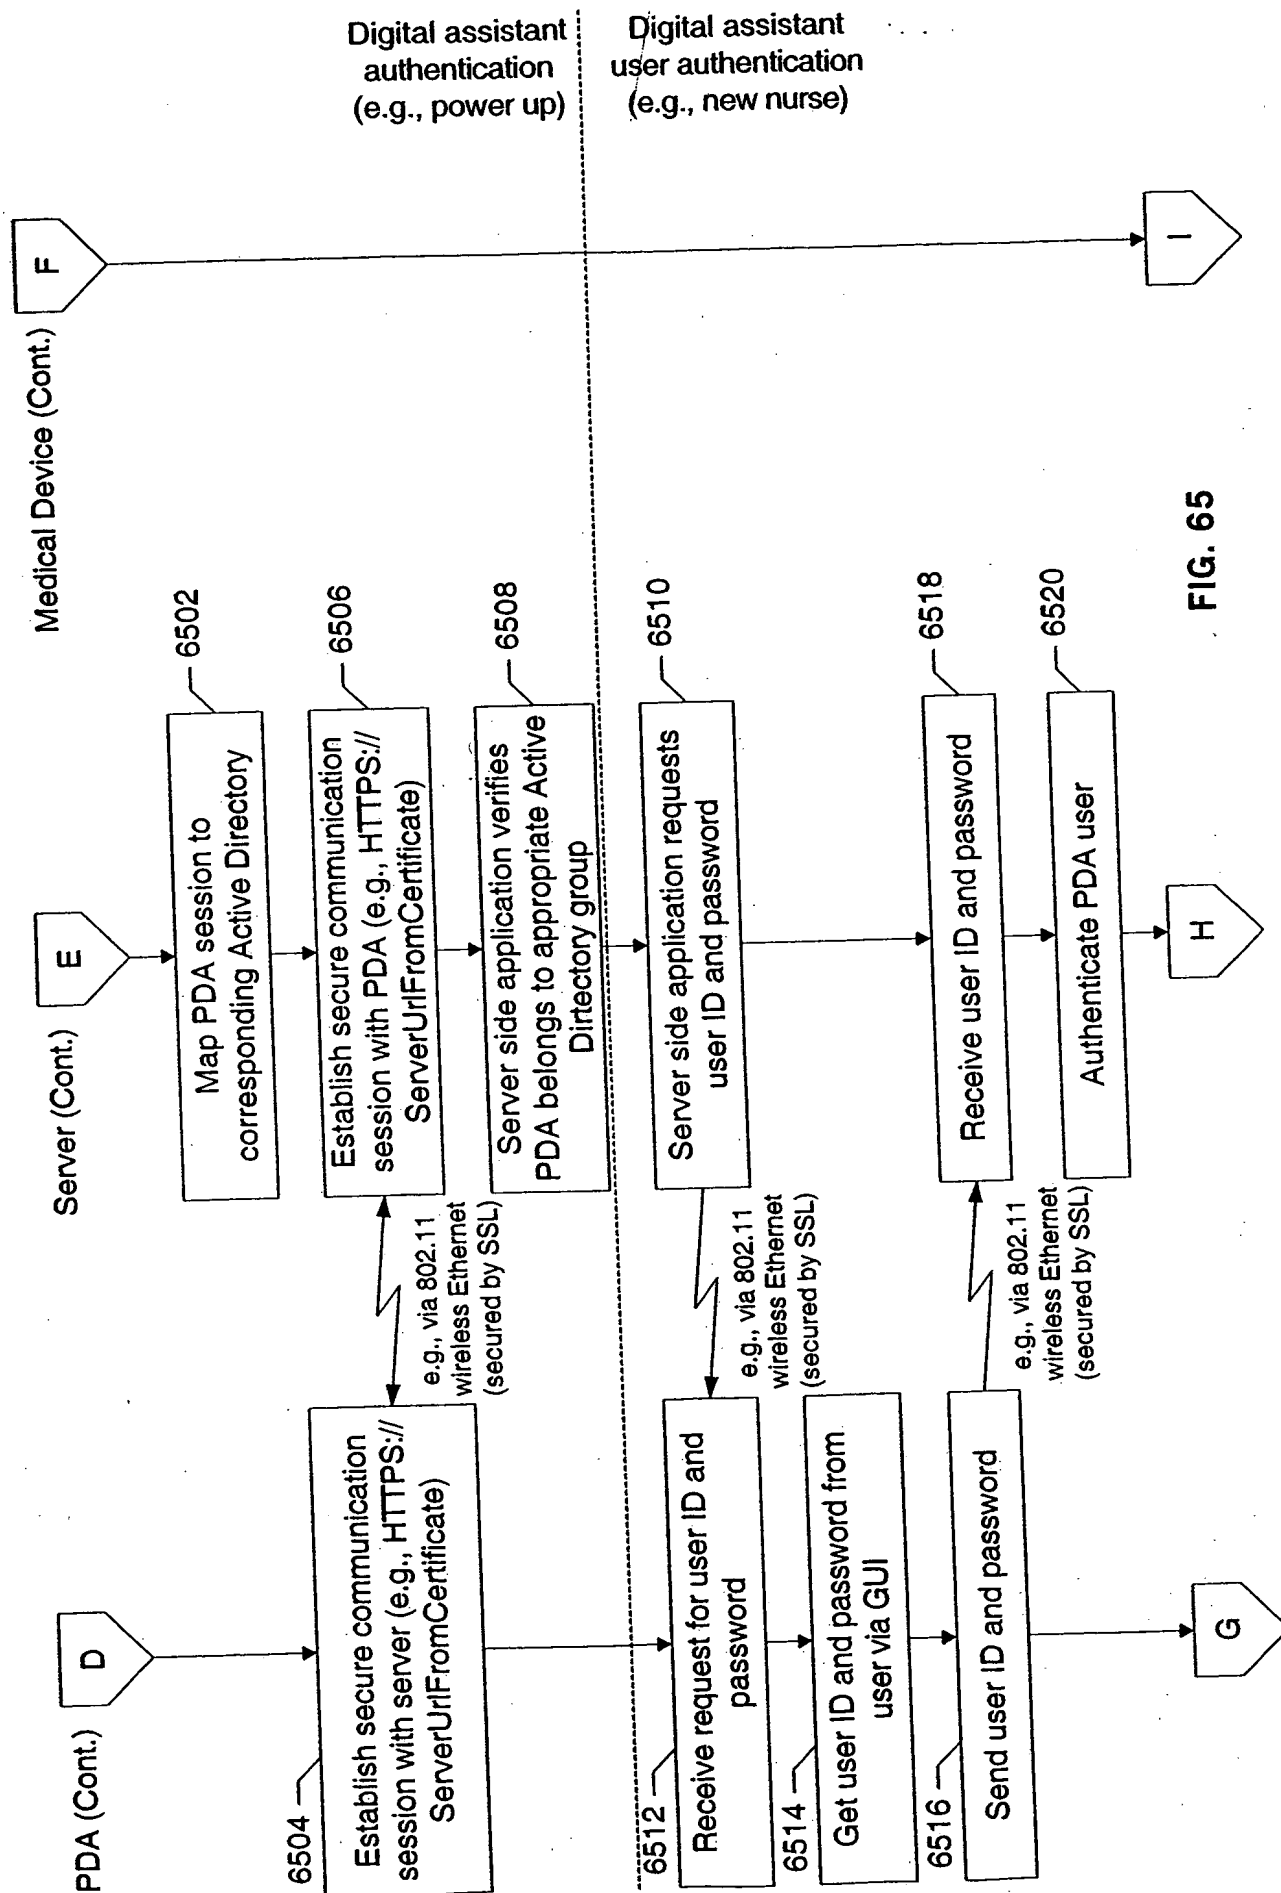 PDA (Cont.)
D
6504
Establish secure communication
session with server (e.g., HTTPS://
ServerUrlFromCertificate)
6512
Receive request for user ID and
password
6514
Get user ID and password from
user via GUI
6516
Send user ID and password
G
e.g., via 802.11
wireless Ethernet
(secured by SSL)
e.g., via 802.11
wireless Ethernet
(secured by SSL)
e.g., via 802.11
wireless Ethernet
(secured by SSL)
Server (Cont.)
E
Map PDA session to
corresponding Active Directory
6502
Establish secure communication
session with PDA (e.g., HTTPS://
ServerUrlFromCertificate)
6506
Server side application verifies
PDA belongs to appropriate Active
Dirtectory group
6508
Server side application requests
user ID and password
6510
Receive user ID and password
6518
Authenticate PDA user
6520
H
Medical Device (Cont.)
F
I
Digital assistant
authentication
(e.g., power up)
Digital assistant
user authentication
(e.g., new nurse)
FIG. 65